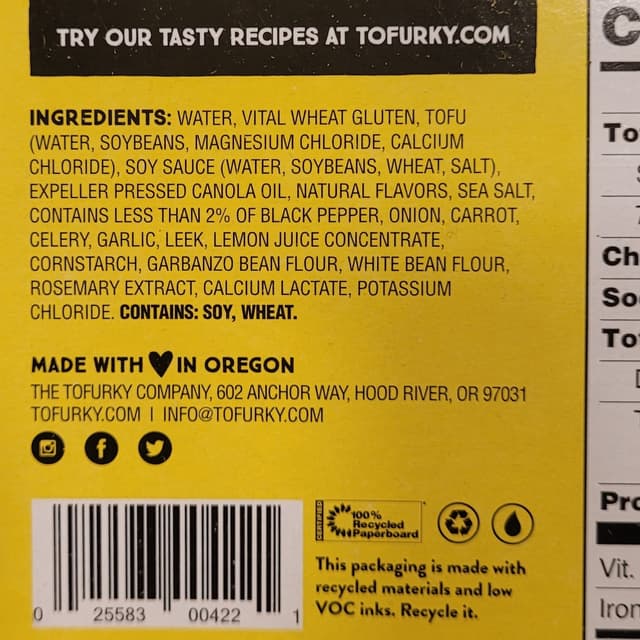 TRY OUR TASTY RECIPES AT TOFURKY.COM
INGREDIENTS: WATER, VITAL WHEAT GLUTEN, TOFU
(WATER, SOYBEANS, MAGNESIUM CHLORIDE, CALCIUM
CHLORIDE), SOY SAUCE (WATER, SOYBEANS, WHEAT, SALT),
EXPELLER PRESSED CANOLA OIL, NATURAL FLAVORS, SEA SALT,
CONTAINS LESS THAN 2% OF BLACK PEPPER, ONION, CARROT,
CELERY, GARLIC, LEEK, LEMON JUICE CONCENTRATE,
CORNSTARCH, GARBANZO BEAN FLOUR, WHITE BEAN FLOUR,
ROSEMARY EXTRACT, CALCIUM LACTATE, POTASSIUM
CHLORIDE. CONTAINS: SOY, WHEAT.
MADE WITH ♥ IN OREGON
THE TOFURKY COMPANY, 602 ANCHOR WAY, HOOD RIVER, OR 97031
TOFURKY.COM | INFO@TOFURKY.COM
0 25583 00422 1
CERTIFIED
100%
Recycled
Paperboard
This packaging is made with
recycled materials and low
VOC inks. Recycle it.
Vit.
Iron